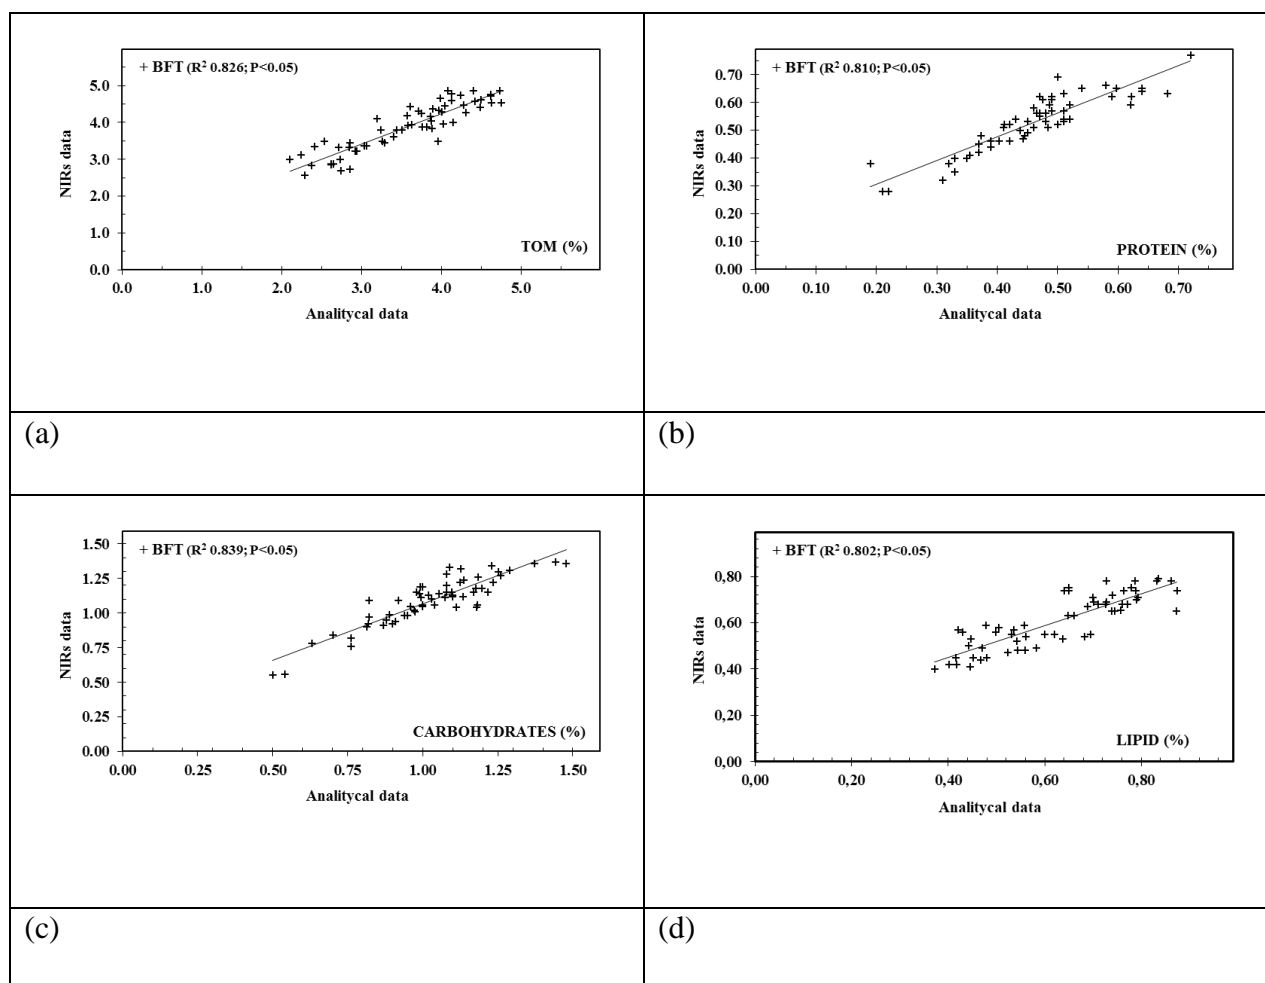 + BFT (R² 0.826; P<0.05)
5.0
4.0
3.0
2.0
1.0
0.0
NIRs data
TOM (%)
0.0 1.0 2.0 3.0 4.0 5.0
Analitycal data
(a)
+ BFT (R² 0.810; P<0.05)
0.70
0.60
0.50
0.40
0.30
0.20
0.10
0.00
NIRs data
PROTEIN (%)
0.00 0.10 0.20 0.30 0.40 0.50 0.60 0.70
Analitycal data
(b)
+ BFT (R² 0.839; P<0.05)
1.50
1.25
1.00
0.75
0.50
0.25
0.00
NIRs data
CARBOHYDRATES (%)
0.00 0.25 0.50 0.75 1.00 1.25 1.50
Analitycal data
(c)
+ BFT (R² 0.802; P<0.05)
0,80
0,60
0,40
0,20
0,00
NIRs data
LIPID (%)
0,00 0,20 0,40 0,60 0,80
Analitycal data
(d)